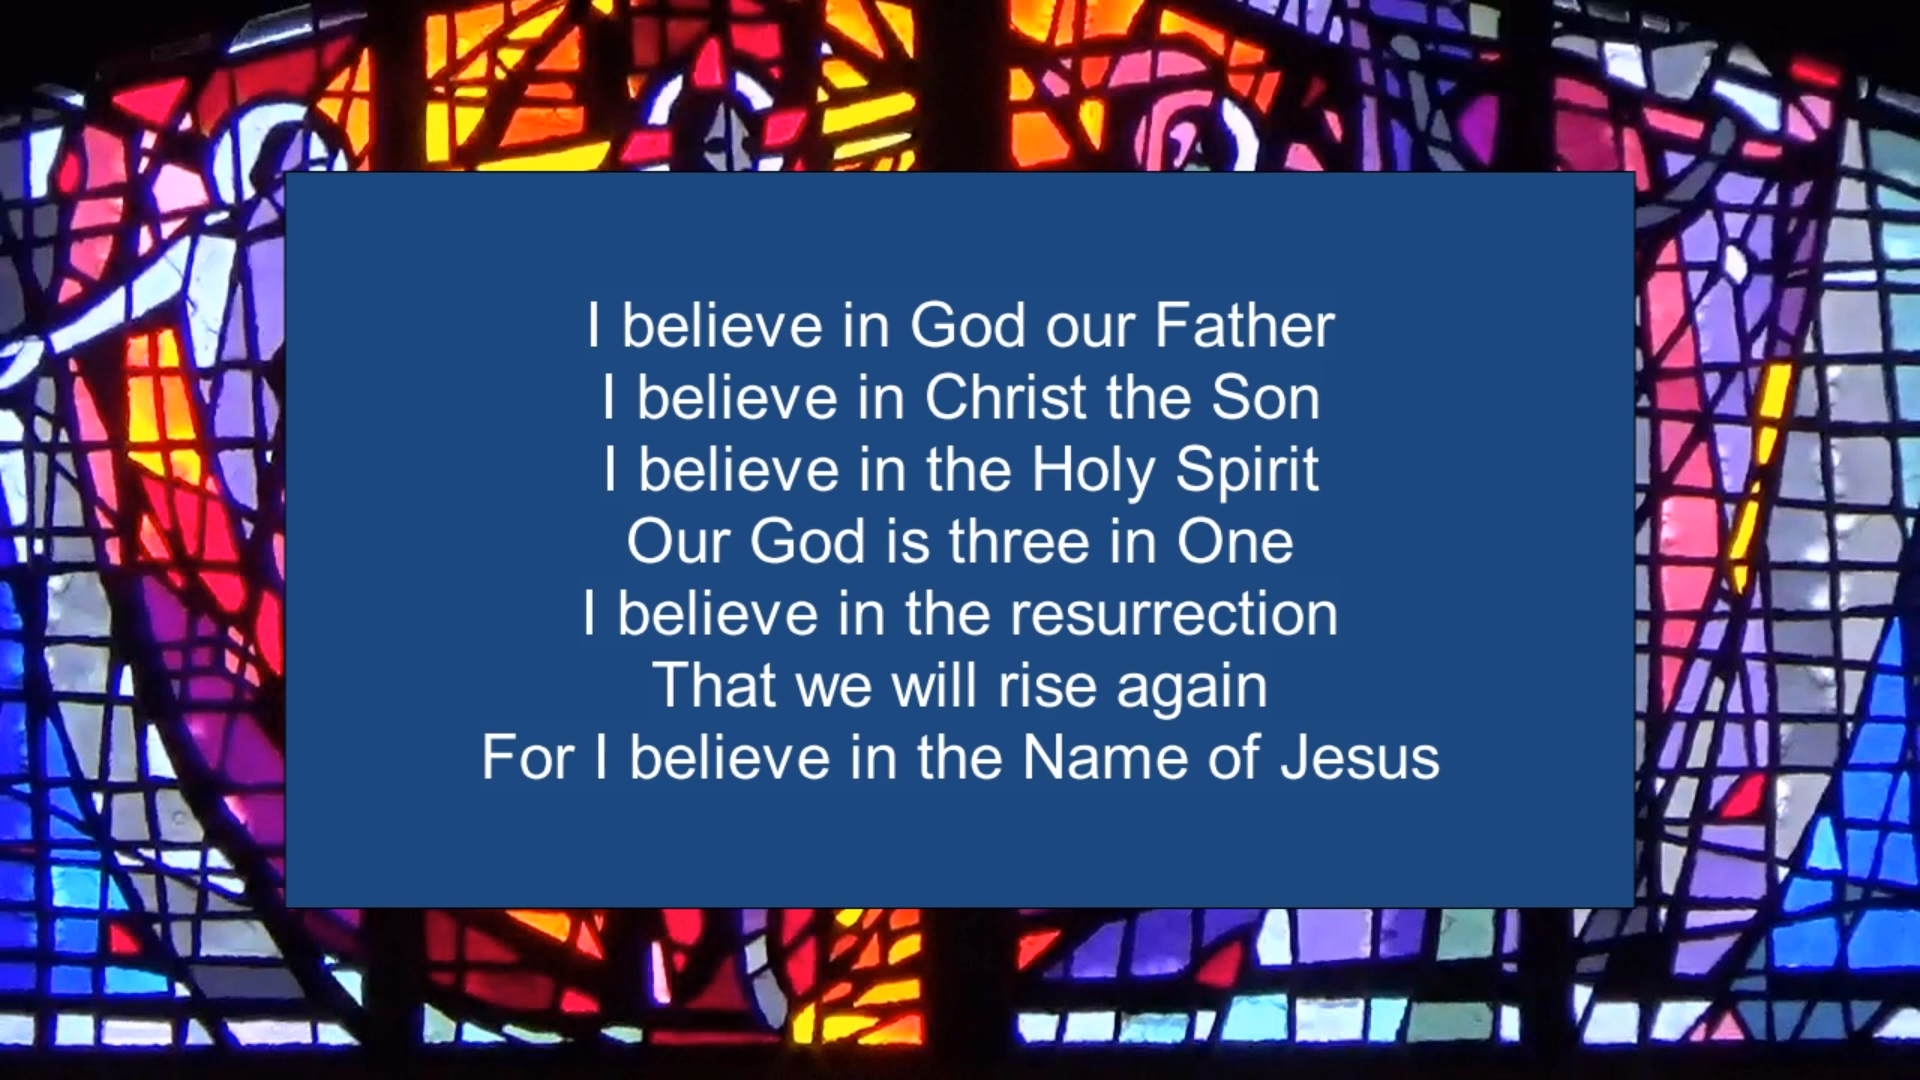 I believe in God our Father
I believe in Christ the Son
I believe in the Holy Spirit
Our God is three in One
I believe in the resurrection
That we will rise again
For I believe in the Name of Jesus